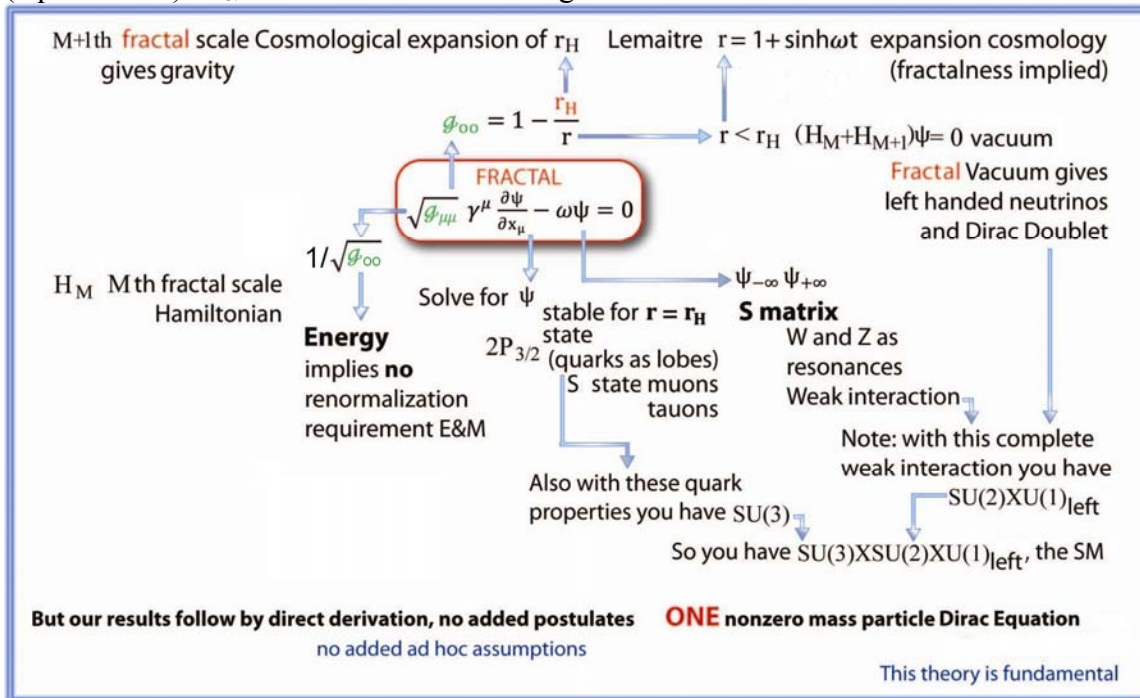 M+1th fractal scale Cosmological expansion of r_H
gives gravity
Lemaitre r = 1+ sinhωt expansion cosmology
(fractalness implied)
g_oo = 1 − r_H/r
r < r_H (H_M+H_M+1)ψ= 0 vacuum
Fractal Vacuum gives
left handed neutrinos
and Dirac Doublet
FRACTAL
√g_μμ γ^μ ∂ψ/∂x_μ − ωψ = 0
1/√g_oo
H_M M th fractal scale
Hamiltonian
Energy
implies no
renormalization
requirement E&M
Solve for ψ
stable for r = r_H
state
2P_3/2 (quarks as lobes)
S state muons
tauons
ψ_-∞ ψ_+∞
S matrix
W and Z as
resonances
Weak interaction
Note: with this complete
weak interaction you have
SU(2)XU(1)_left
Also with these quark
properties you have SU(3)
So you have SU(3)XSU(2)XU(1)_left, the SM
But our results follow by direct derivation, no added postulates ONE nonzero mass particle Dirac Equation
no added ad hoc assumptions
This theory is fundamental